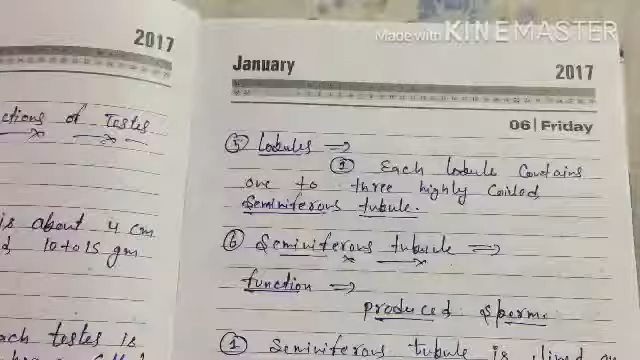 Made with KINEMASTER
2017
ctions of Testes
is about 4 cm
10 to 15 gm
ach testes is
January
2017
06 | Friday
⑤ Lobules ⇒
① Each lobule contains
one to three highly coiled
Seminiferous tubule.
⑥ Seminiferous tubule ⇒
function ⇒
produced sperm.
① Seminiferous tubule is lined